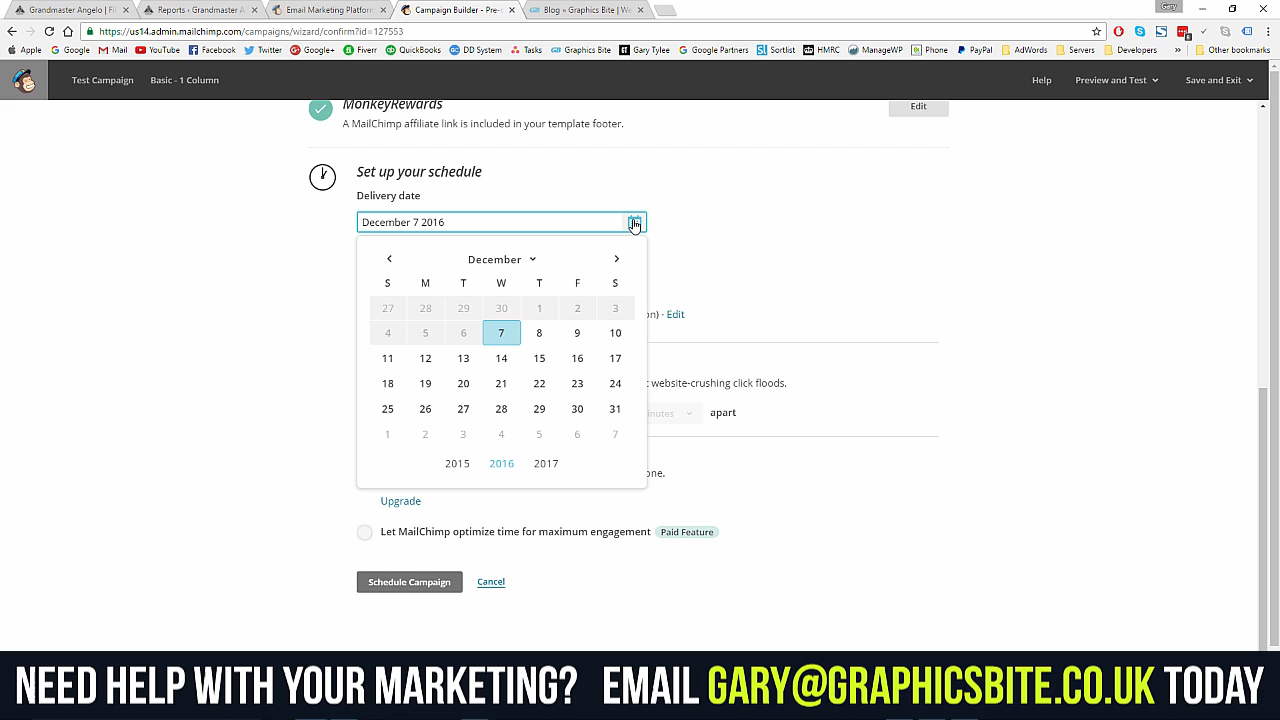 Gary
Grandmaster Angelo | Fil
Reports ‹ Grandmaster A
Email Marketing Platform
Campaign Builder - Pre-d
Blog » Graphics Bite | We
https://us14.admin.mailchimp.com/campaigns/wizard/confirm?id=127553
Apple Google Mail YouTube Facebook Twitter Google+ Fiverr QuickBooks DD System Tasks Graphics Bite Gary Tylee Google Partners Sortlist HMRC ManageWP Phone PayPal AdWords Servers Developers Other bookmarks
Test Campaign Basic - 1 Column Help Preview and Test Save and Exit
MonkeyRewards
Edit
A MailChimp affiliate link is included in your template footer.
Set up your schedule
Delivery date
December 7 2016
December
S M T W T F S
27 28 29 30 1 2 3
on) · Edit
4 5 6 7 8 9 10
11 12 13 14 15 16 17
18 19 20 21 22 23 24
website-crushing click floods.
25 26 27 28 29 30 31
inutes apart
1 2 3 4 5 6 7
2015 2016 2017
one.
Upgrade
Let MailChimp optimize time for maximum engagement Paid Feature
Schedule Campaign Cancel
NEED HELP WITH YOUR MARKETING? EMAIL GARY@GRAPHICSBITE.CO.UK TODAY